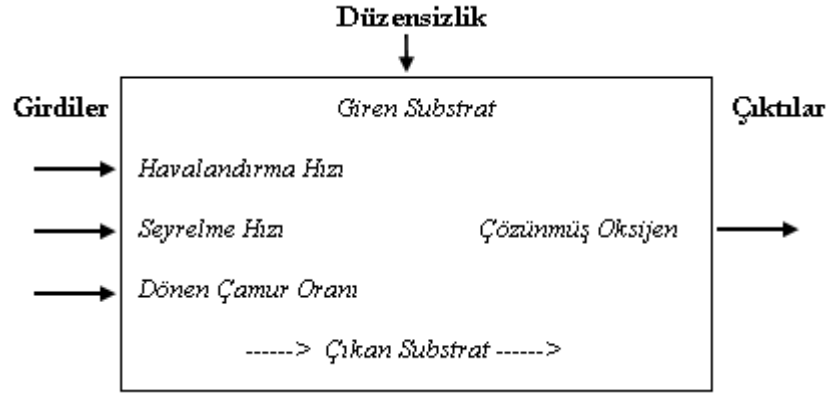 Düzensizlik
Girdiler Giren Substrat Çıktılar
Havalandırma Hızı
Seyrelme Hızı Çözünmüş Oksijen
Dönen Çamur Oranı
------> Çıkan Substrat ------>